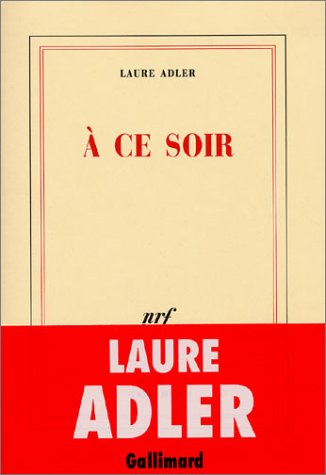 LAURE ADLER
À CE SOIR
nrf
LAURE
ADLER
Gallimard